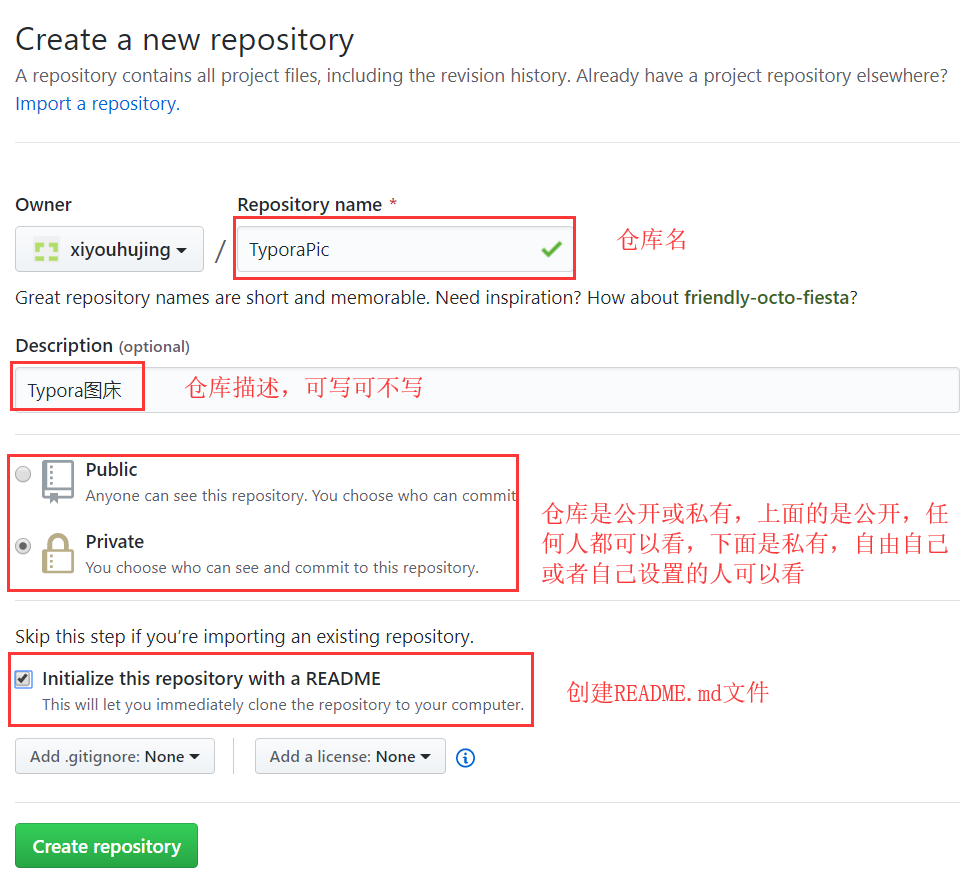 Create a new repository
A repository contains all project files, including the revision history. Already have a project repository elsewhere?
Import a repository.
Owner
Repository name *
xiyouhujing
/
TyporaPic
仓库名
Great repository names are short and memorable. Need inspiration? How about friendly-octo-fiesta?
Description (optional)
Typora图床
仓库描述，可写可不写
Public
Anyone can see this repository. You choose who can commit
Private
You choose who can see and commit to this repository.
仓库是公开或私有，上面的是公开，任
何人都可以看，下面是私有，自由自己
或者自己设置的人可以看
Skip this step if you’re importing an existing repository.
Initialize this repository with a README
This will let you immediately clone the repository to your computer.
创建README.md文件
Add .gitignore: None
Add a license: None
Create repository